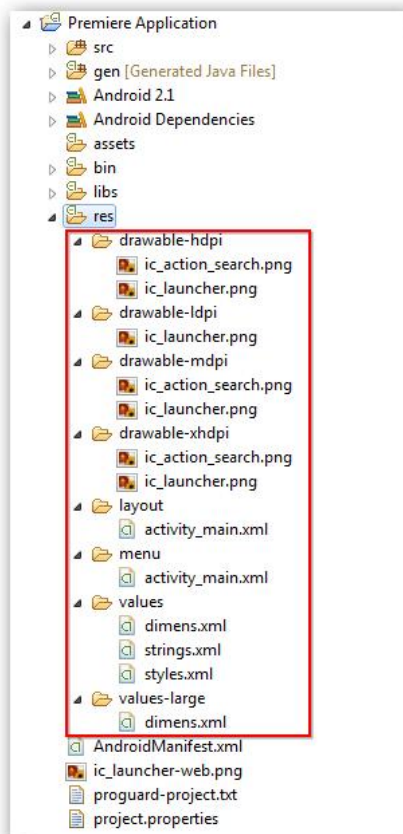 Premiere Application
src
gen [Generated Java Files]
Android 2.1
Android Dependencies
assets
bin
libs
res
drawable-hdpi
ic_action_search.png
ic_launcher.png
drawable-ldpi
ic_launcher.png
drawable-mdpi
ic_action_search.png
ic_launcher.png
drawable-xhdpi
ic_action_search.png
ic_launcher.png
layout
activity_main.xml
menu
activity_main.xml
values
dimens.xml
strings.xml
styles.xml
values-large
dimens.xml
AndroidManifest.xml
ic_launcher-web.png
proguard-project.txt
project.properties